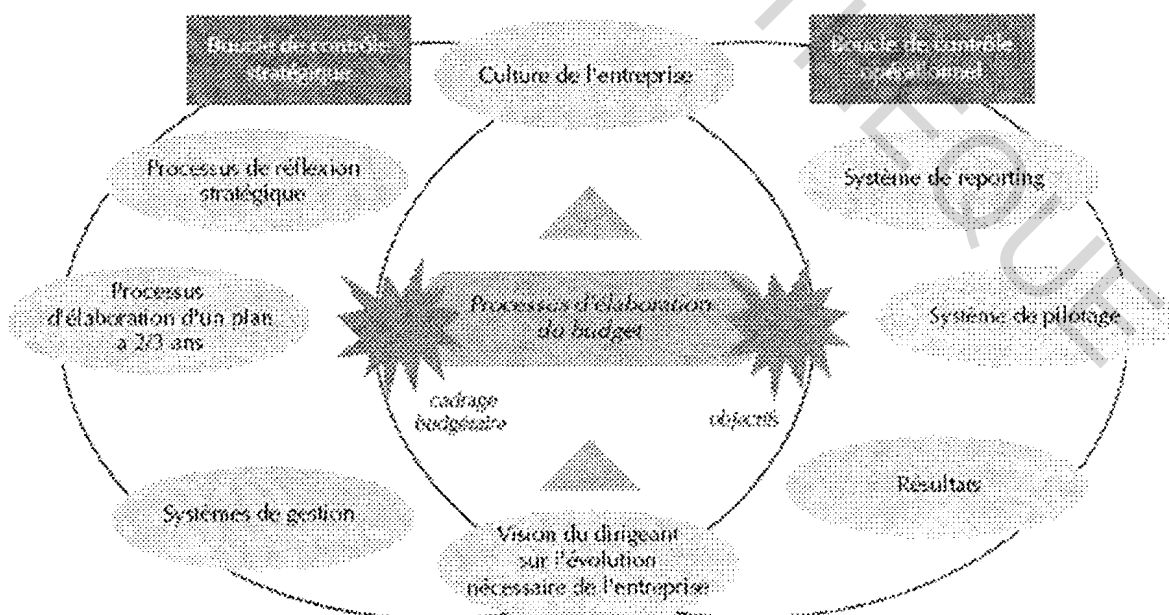 Boucle de contrôle
stratégique
Culture de l'entreprise
Boucle de contrôle
opérationnel
Processus de réflexion
stratégique
Système de reporting
Processus
d'élaboration d'un plan
a 2/3 ans
Processus d'élaboration
du budget
Système de pilotage
cadrage
budgétaire
objectifs
Systèmes de gestion
Résultats
Vision du dirigeant
sur l'évolution
nécessaire de l'entreprise